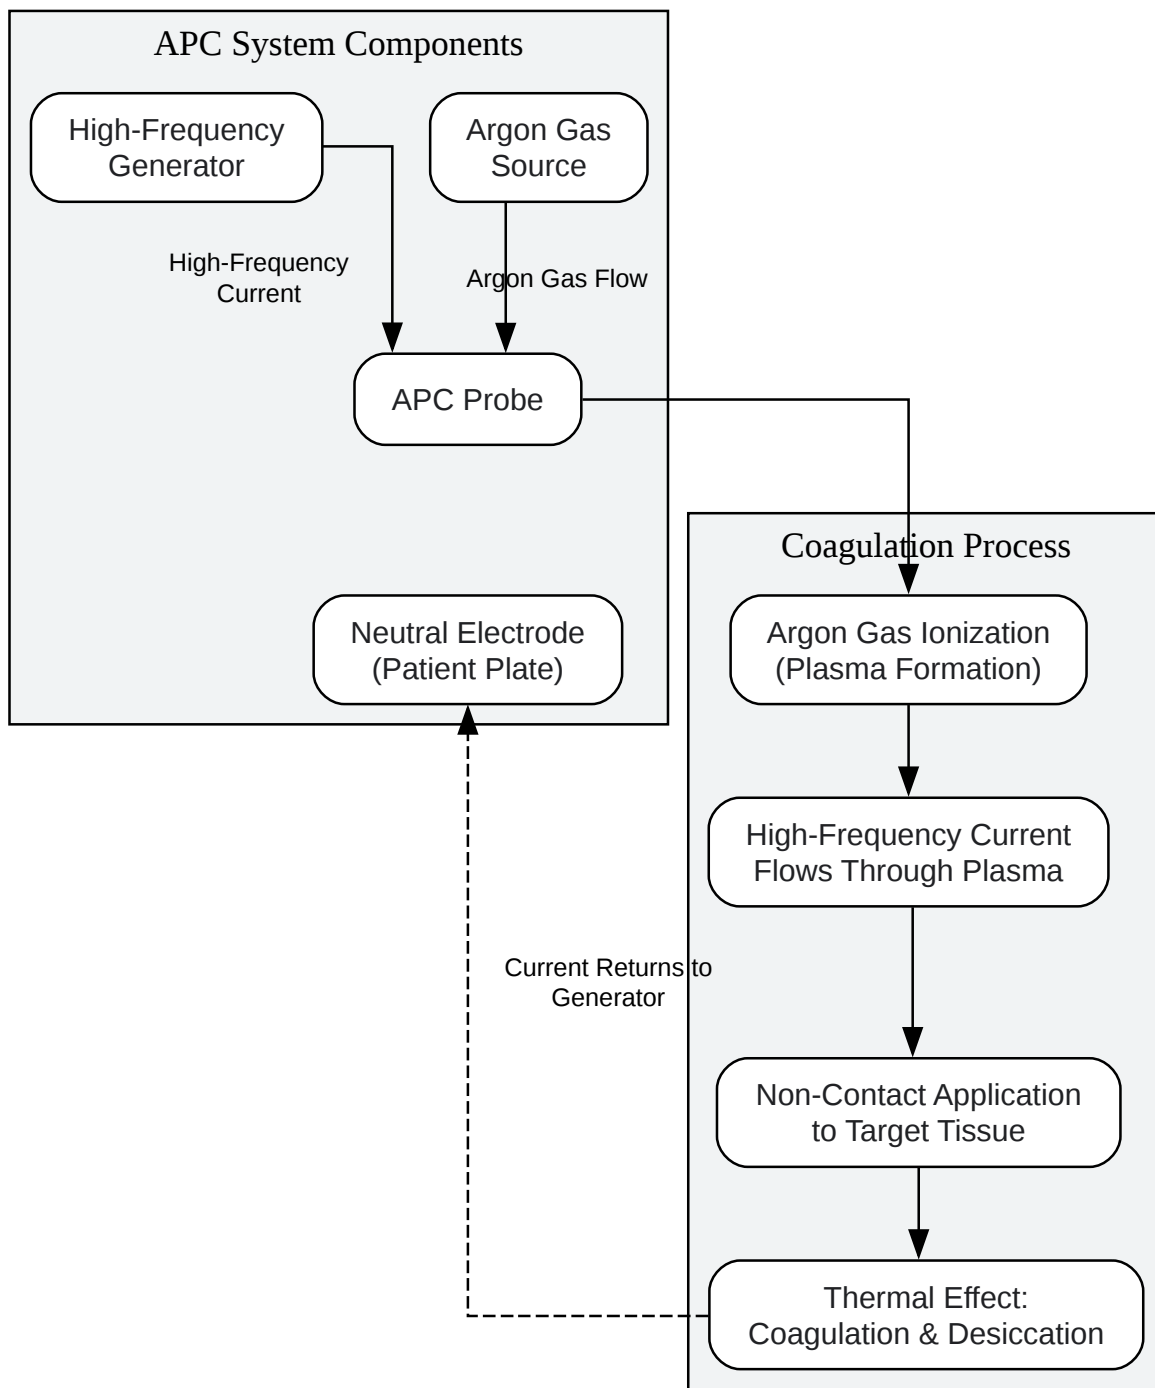 APC System Components
High-Frequency
Generator
Argon Gas
Source
High-Frequency
Current
Argon Gas Flow
APC Probe
Neutral Electrode
(Patient Plate)
Coagulation Process
Argon Gas Ionization
(Plasma Formation)
High-Frequency Current
Flows Through Plasma
Current Returns to
Generator
Non-Contact Application
to Target Tissue
Thermal Effect:
Coagulation & Desiccation